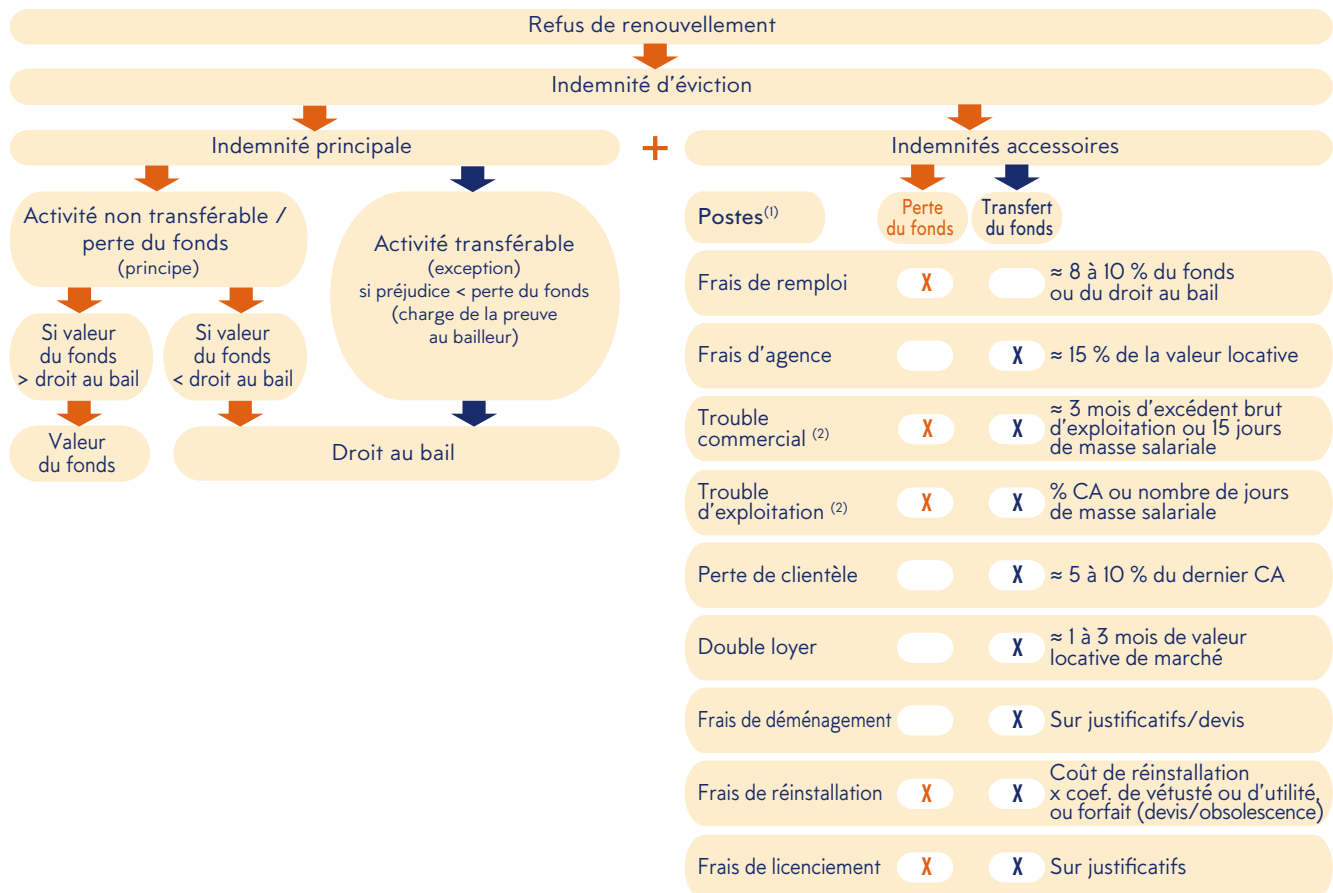 Refus de renouvellement
Indemnité d'éviction
Indemnité principale
+
Indemnités accessoires
Activité non transférable /
perte du fonds
(principe)
Activité transférable
(exception)
si préjudice < perte du fonds
(charge de la preuve
au bailleur)
Si valeur
du fonds
> droit au bail
Si valeur
du fonds
< droit au bail
Valeur
du fonds
Droit au bail
Postes(1)
Perte
du fonds
Transfert
du fonds
Frais de remploi
X
≈ 8 à 10 % du fonds
ou du droit au bail
Frais d'agence
X
≈ 15 % de la valeur locative
Trouble
commercial (2)
X
X
≈ 3 mois d'excédent brut
d'exploitation ou 15 jours
de masse salariale
Trouble
d'exploitation (2)
X
X
% CA ou nombre de jours
de masse salariale
Perte de clientèle
X
≈ 5 à 10 % du dernier CA
Double loyer
X
≈ 1 à 3 mois de valeur
locative de marché
Frais de déménagement
X
Sur justificatifs/devis
Frais de réinstallation
X
X
Coût de réinstallation
x coef. de vétusté ou d'utilité,
ou forfait (devis/obsolescence)
Frais de licenciement
X
X
Sur justificatifs